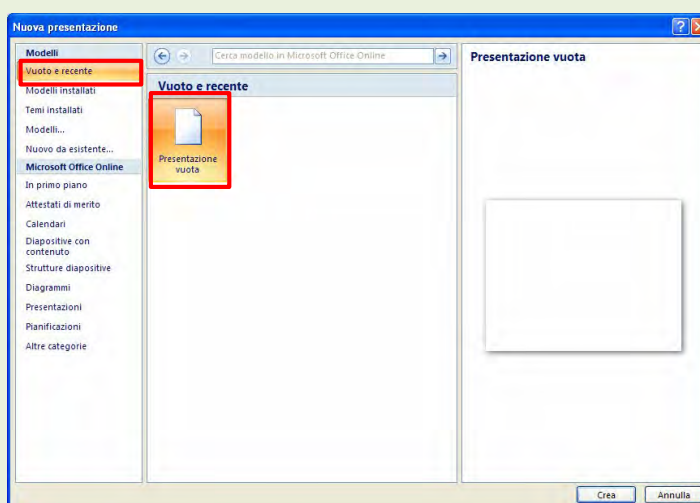 Nuova presentazione
Modelli
Vuoto e recente
Modelli installati
Temi installati
Modelli...
Nuovo da esistente...
Microsoft Office Online
In primo piano
Attestati di merito
Calendari
Diapositive con
contenuto
Strutture diapositive
Diagrammi
Presentazioni
Pianificazioni
Altre categorie
Cerca modello in Microsoft Office Online
Vuoto e recente
Presentazione
vuota
Presentazione vuota
Crea
Annulla